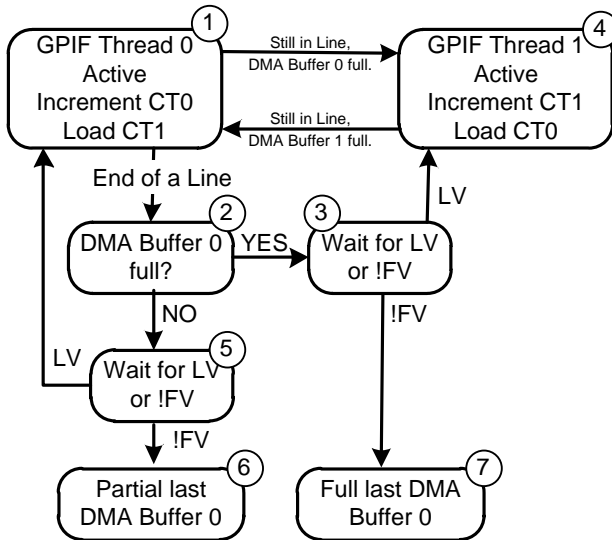 1
GPIF Thread 0
Active
Increment CT0
Load CT1
Still in Line,
DMA Buffer 0 full.
Still in Line,
DMA Buffer 1 full.
4
GPIF Thread 1
Active
Increment CT1
Load CT0
End of a Line
2
DMA Buffer 0
full?
YES
3
Wait for LV
or !FV
LV
NO
!FV
LV
5
Wait for LV
or !FV
!FV
6
Partial last
DMA Buffer 0
7
Full last DMA
Buffer 0